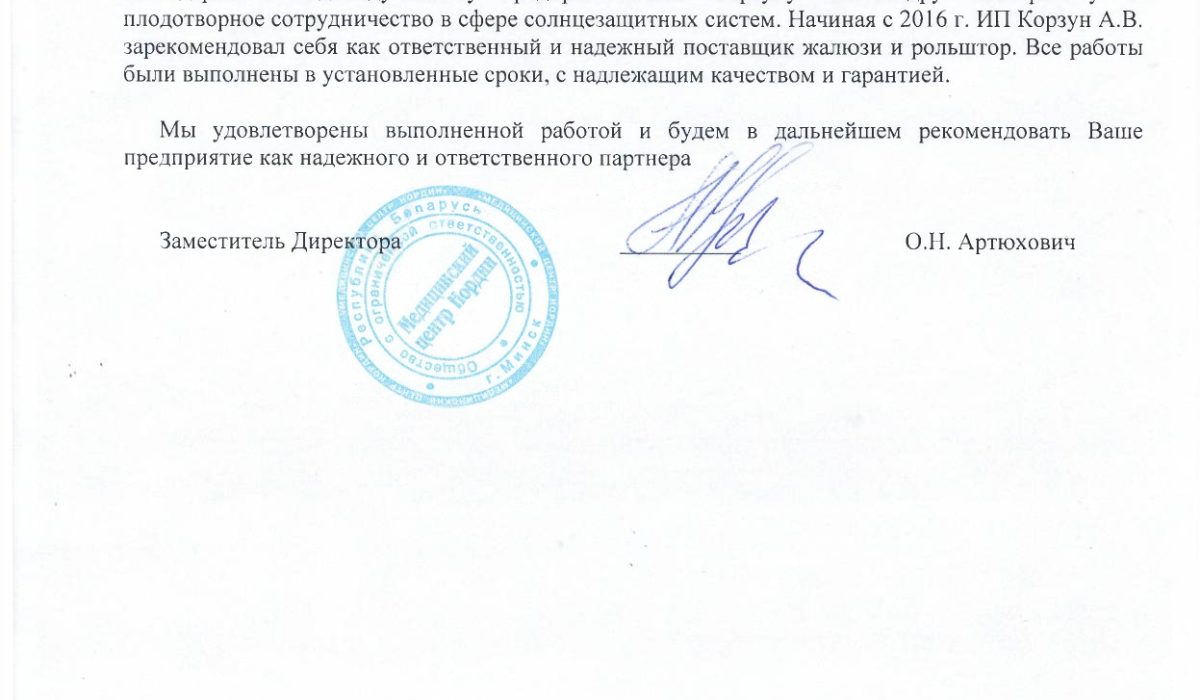 плодотворное сотрудничество в сфере солнцезащитных систем. Начиная с 2016 г. ИП Корзун А.В.
зарекомендовал себя как ответственный и надежный поставщик жалюзи и рольштор. Все работы
были выполнены в установленные сроки, с надлежащим качеством и гарантией.
Мы удовлетворены выполненной работой и будем в дальнейшем рекомендовать Ваше
предприятие как надежного и ответственного партнера
Заместитель Директора
О.Н. Артюхович
Республика Беларусь
г. Минск
Общество с ограниченной ответственностью
Медицинский
центр Нордин